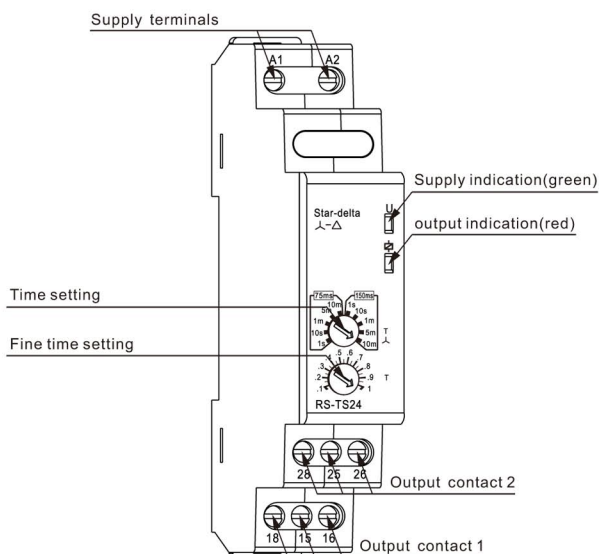 Supply terminals
A1 A2
Supply indication(green)
U
Star-delta
output indication(red)
Time setting
75ms 150ms
10m 1s
5m 10s
1m 1m
10s 5m
1s 10m
T
Fine time setting
.4 .5 .6 .7
.3 .8
.2 .9 T
.1 1
RS-TS24
28 25 26
Output contact 2
18 15 16
Output contact 1